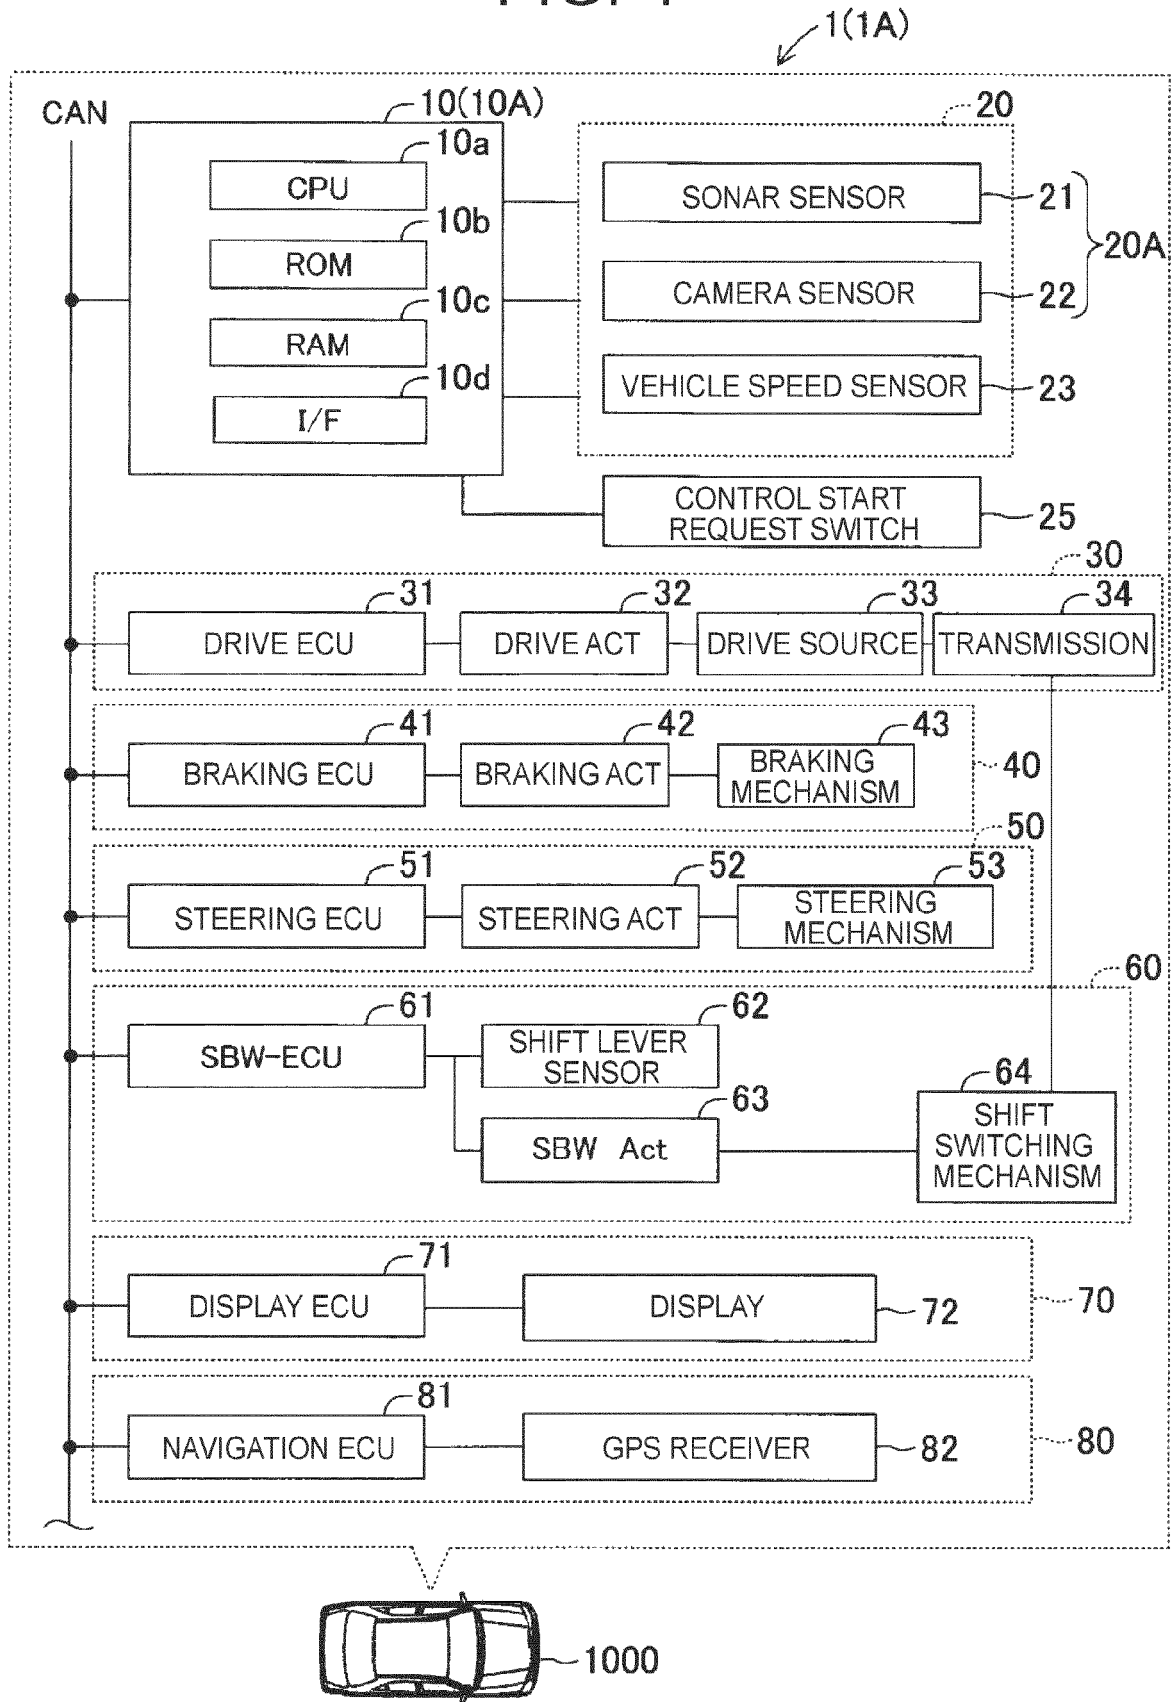 1(1A)
CAN
10(10A)
20
10a
CPU
SONAR SENSOR
21
20A
10b
ROM
CAMERA SENSOR
22
10c
RAM
10d
I/F
VEHICLE SPEED SENSOR
23
CONTROL START
REQUEST SWITCH
25
30
31
32
33
34
DRIVE ECU
DRIVE ACT
DRIVE SOURCE
TRANSMISSION
41
42
43
BRAKING ECU
BRAKING ACT
BRAKING
MECHANISM
40
50
51
52
53
STEERING ECU
STEERING ACT
STEERING
MECHANISM
60
61
62
SBW-ECU
SHIFT LEVER
SENSOR
63
64
SBW Act
SHIFT
SWITCHING
MECHANISM
71
DISPLAY ECU
DISPLAY
72
70
81
NAVIGATION ECU
GPS RECEIVER
82
80
1000